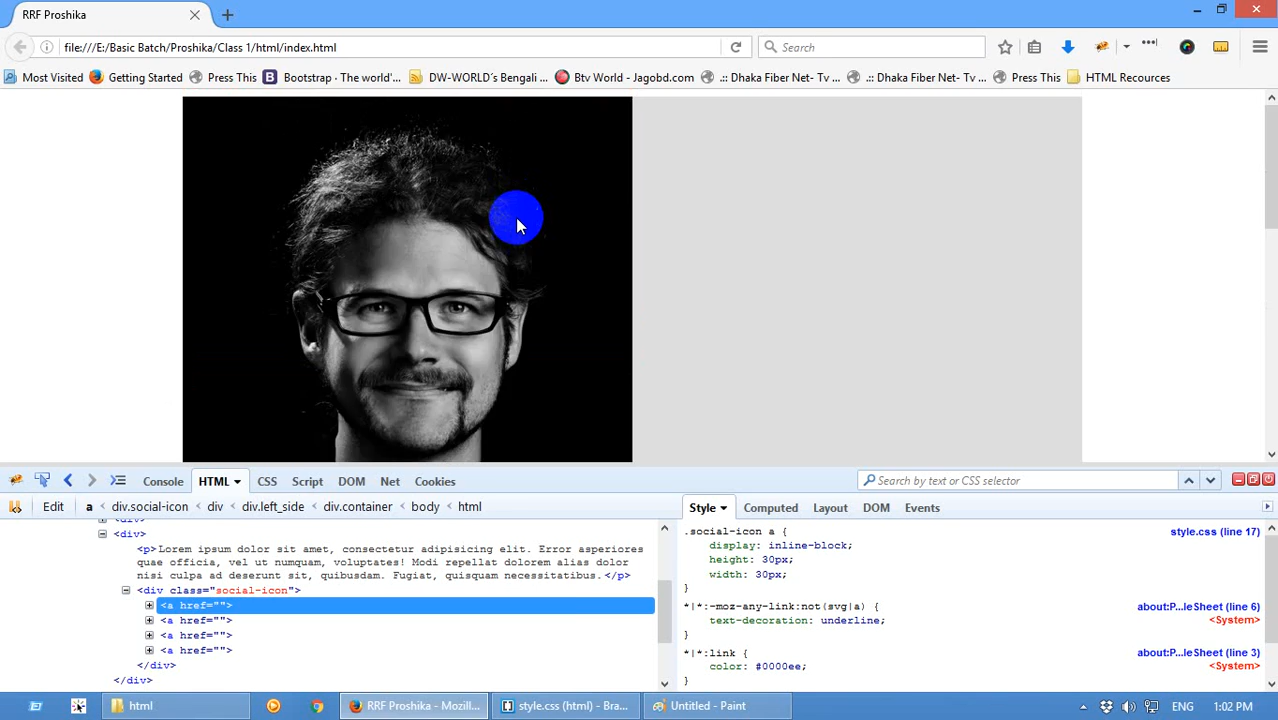 RRF Proshika
file:///E:/Basic Batch/Proshika/Class 1/html/index.html
Search
Most Visited Getting Started Press This Bootstrap · The world'... DW-WORLD´s Bengali ... Btv World - Jagobd.com .:: Dhaka Fiber Net- Tv ... .:: Dhaka Fiber Net- Tv ... Press This HTML Recources
Console HTML CSS Script DOM Net Cookies
Search by text or CSS selector
Edit a div.social-icon div div.left_side div.container body html
Style Computed Layout DOM Events
<div>
<p>Lorem ipsum dolor sit amet, consectetur adipisicing elit. Error asperiores
quae officia, vel ut numquam, voluptates! Modi repellat dolorem alias dolor
nisi culpa ad deserunt sit, quibusdam. Fugiat, quisquam necessitatibus.</p>
<div class="social-icon">
<a href="">
<a href="">
<a href="">
<a href="">
</div>
</div>
.social-icon a { style.css (line 17)
display: inline-block;
height: 30px;
width: 30px;
}
*|*:-moz-any-link:not(svg|a) { about:P...leSheet (line 6)
text-decoration: underline; <System>
}
*|*:link { about:P...leSheet (line 3)
color: #0000ee; <System>
html RRF Proshika - Mozill... style.css (html) - Bra... Untitled - Paint ENG 1:02 PM